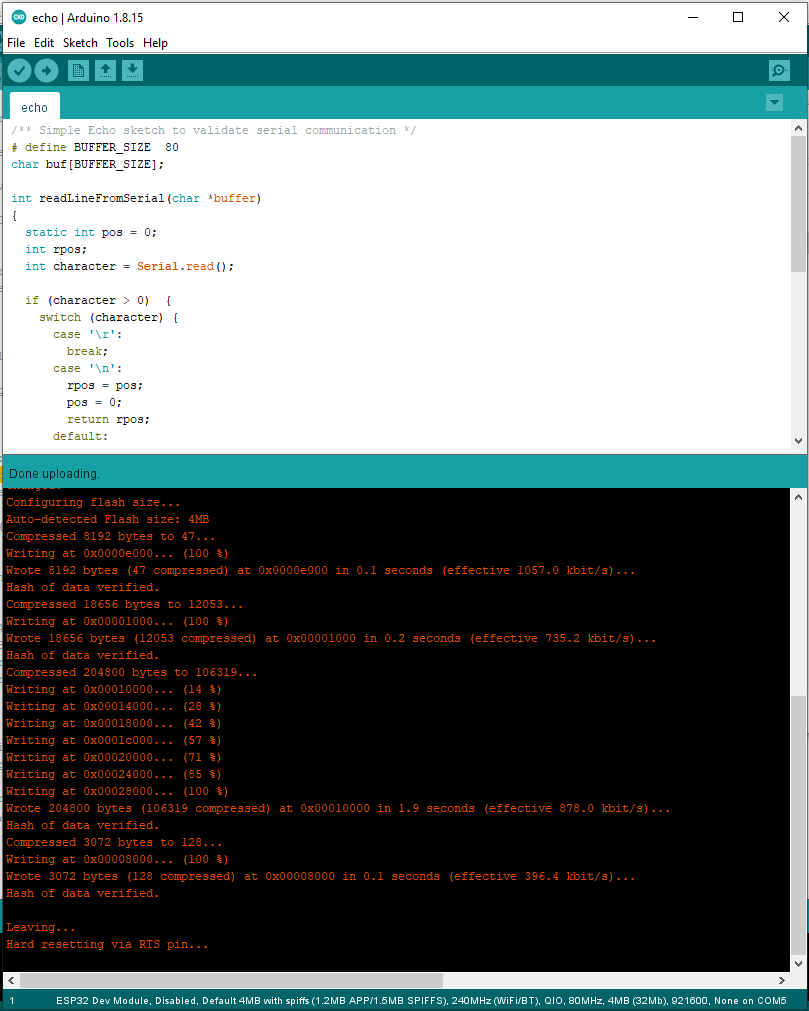 echo | Arduino 1.8.15
File Edit Sketch Tools Help
echo
/** Simple Echo sketch to validate serial communication */
# define BUFFER_SIZE  80
char buf[BUFFER_SIZE];
int readLineFromSerial(char *buffer)
{
  static int pos = 0;
  int rpos;
  int character = Serial.read();
  if (character > 0)  {
    switch (character) {
      case '\r':
        break;
      case '\n':
        rpos = pos;
        pos = 0;
        return rpos;
      default:
Done uploading.
Configuring flash size...
Auto-detected Flash size: 4MB
Compressed 8192 bytes to 47...
Writing at 0x0000e000... (100 %)
Wrote 8192 bytes (47 compressed) at 0x0000e000 in 0.1 seconds (effective 1057.0 kbit/s)...
Hash of data verified.
Compressed 18656 bytes to 12053...
Writing at 0x00001000... (100 %)
Wrote 18656 bytes (12053 compressed) at 0x00001000 in 0.2 seconds (effective 735.2 kbit/s)...
Hash of data verified.
Compressed 204800 bytes to 106319...
Writing at 0x00010000... (14 %)
Writing at 0x00014000... (28 %)
Writing at 0x00018000... (42 %)
Writing at 0x0001c000... (57 %)
Writing at 0x00020000... (71 %)
Writing at 0x00024000... (85 %)
Writing at 0x00028000... (100 %)
Wrote 204800 bytes (106319 compressed) at 0x00010000 in 1.9 seconds (effective 878.0 kbit/s)...
Hash of data verified.
Compressed 3072 bytes to 128...
Writing at 0x00008000... (100 %)
Wrote 3072 bytes (128 compressed) at 0x00008000 in 0.1 seconds (effective 396.4 kbit/s)...
Hash of data verified.
Leaving...
Hard resetting via RTS pin...
1 ESP32 Dev Module, Disabled, Default 4MB with spiffs (1.2MB APP/1.5MB SPIFFS), 240MHz (WiFi/BT), QIO, 80MHz, 4MB (32Mb), 921600, None on COM5